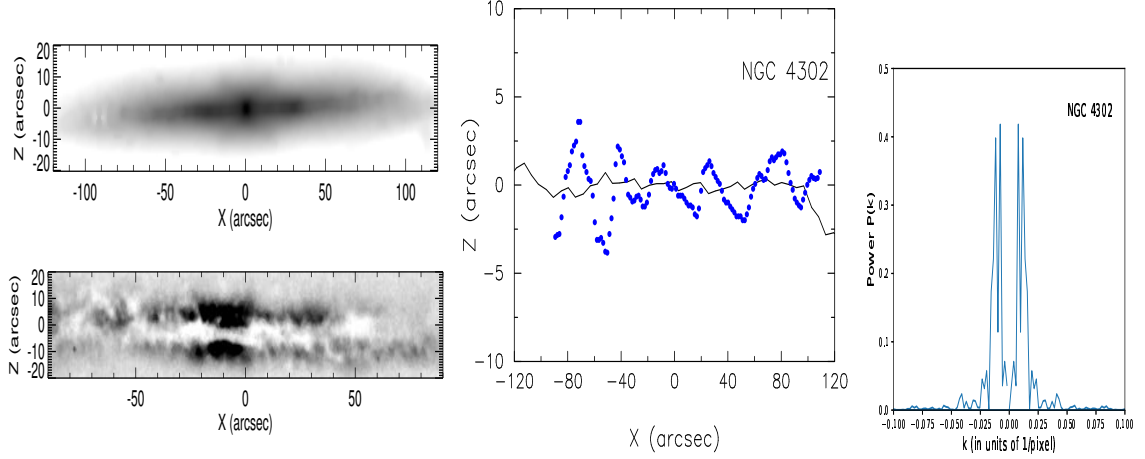 20
10
0
-10
-20
Z (arcsec)
-100 -50 0 50 100
X (arcsec)
20
10
0
-10
-20
Z (arcsec)
-50 0 50
X (arcsec)
10
5
0
-5
-10
Z (arcsec)
NGC 4302
-120 -80 -40 0 40 80 120
X (arcsec)
0.5
0.4
0.3
0.2
0.1
0.0
Power P(k)
NGC 4302
-0.100 -0.075 -0.050 -0.025 0.000 0.025 0.050 0.075 0.100
k (in units of 1/pixel)